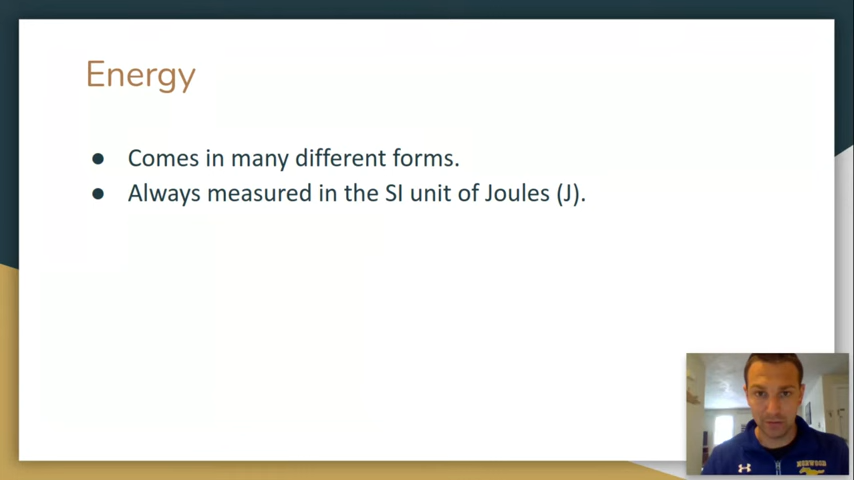 Energy
● Comes in many different forms.
● Always measured in the SI unit of Joules (J).